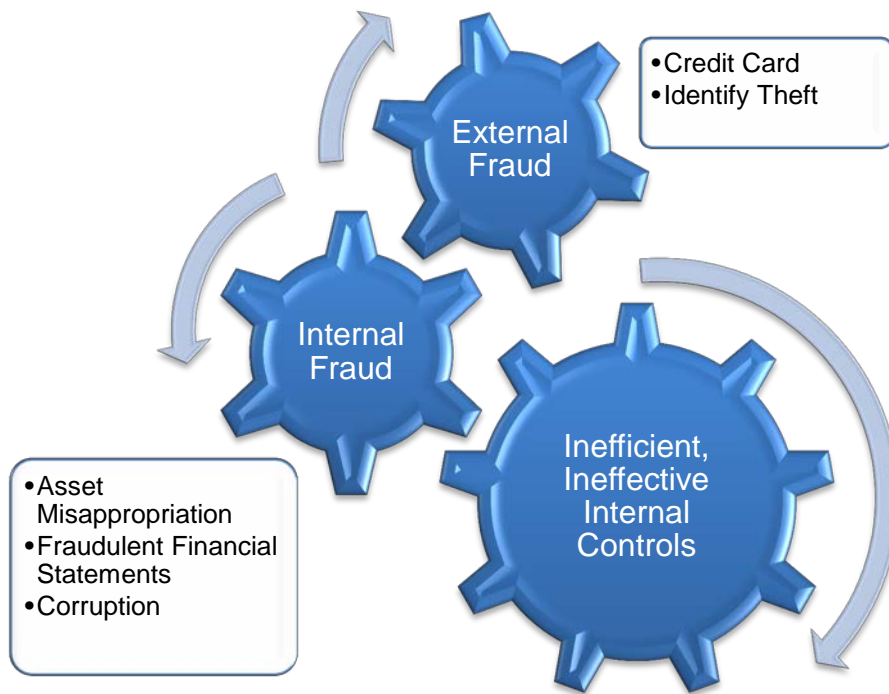 External
Fraud
•Credit Card
•Identify Theft
Internal
Fraud
•Asset
Misappropriation
•Fraudulent Financial
Statements
•Corruption
Inefficient,
Ineffective
Internal
Controls